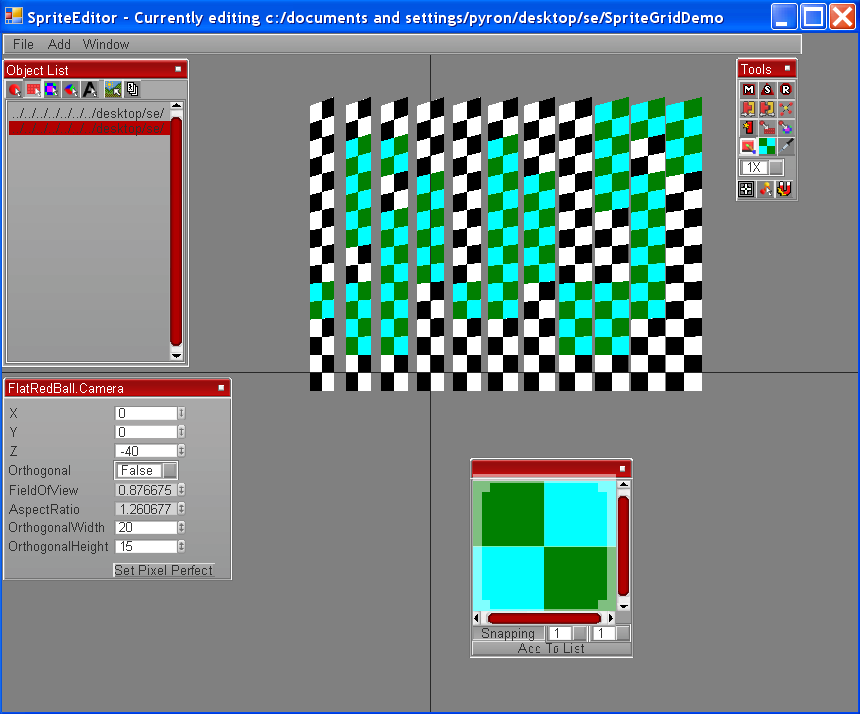 SpriteEditor - Currently editing c:/documents and settings/pyron/desktop/se/SpriteGridDemo
File Add Window
Object List
../../../../../../../desktop/se/
Tools
M S R
A
1X
FlatRedBall.Camera
X 0
Y 0
Z -40
Orthogonal False
FieldOfView 0.876675
AspectRatio 1.260677
OrthogonalWidth 20
OrthogonalHeight 15
Set Pixel Perfect
Snapping 1 1
Add To List